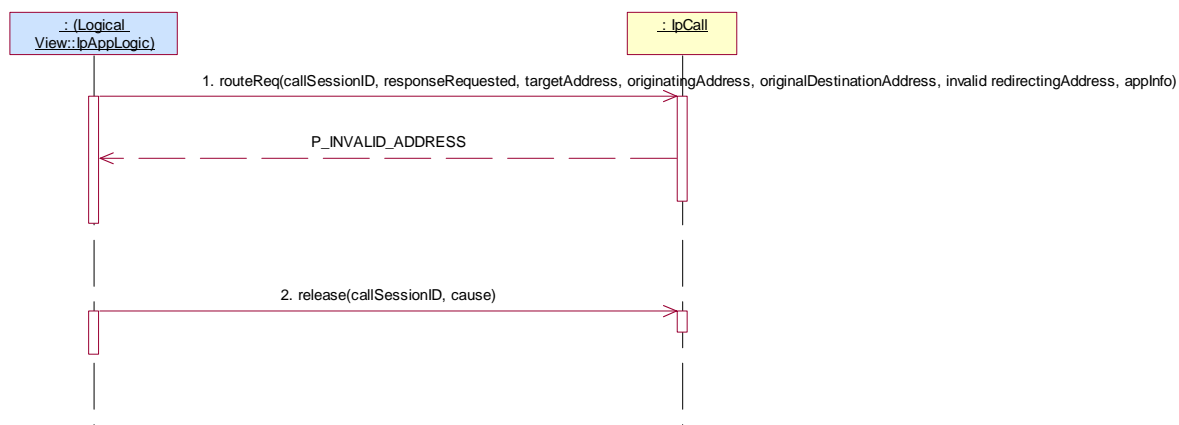 : (Logical
View::IpAppLogic)
: IpCall
1. routeReq(callSessionID, responseRequested, targetAddress, originatingAddress, originalDestinationAddress, invalid redirectingAddress, appInfo)
P_INVALID_ADDRESS
2. release(callSessionID, cause)